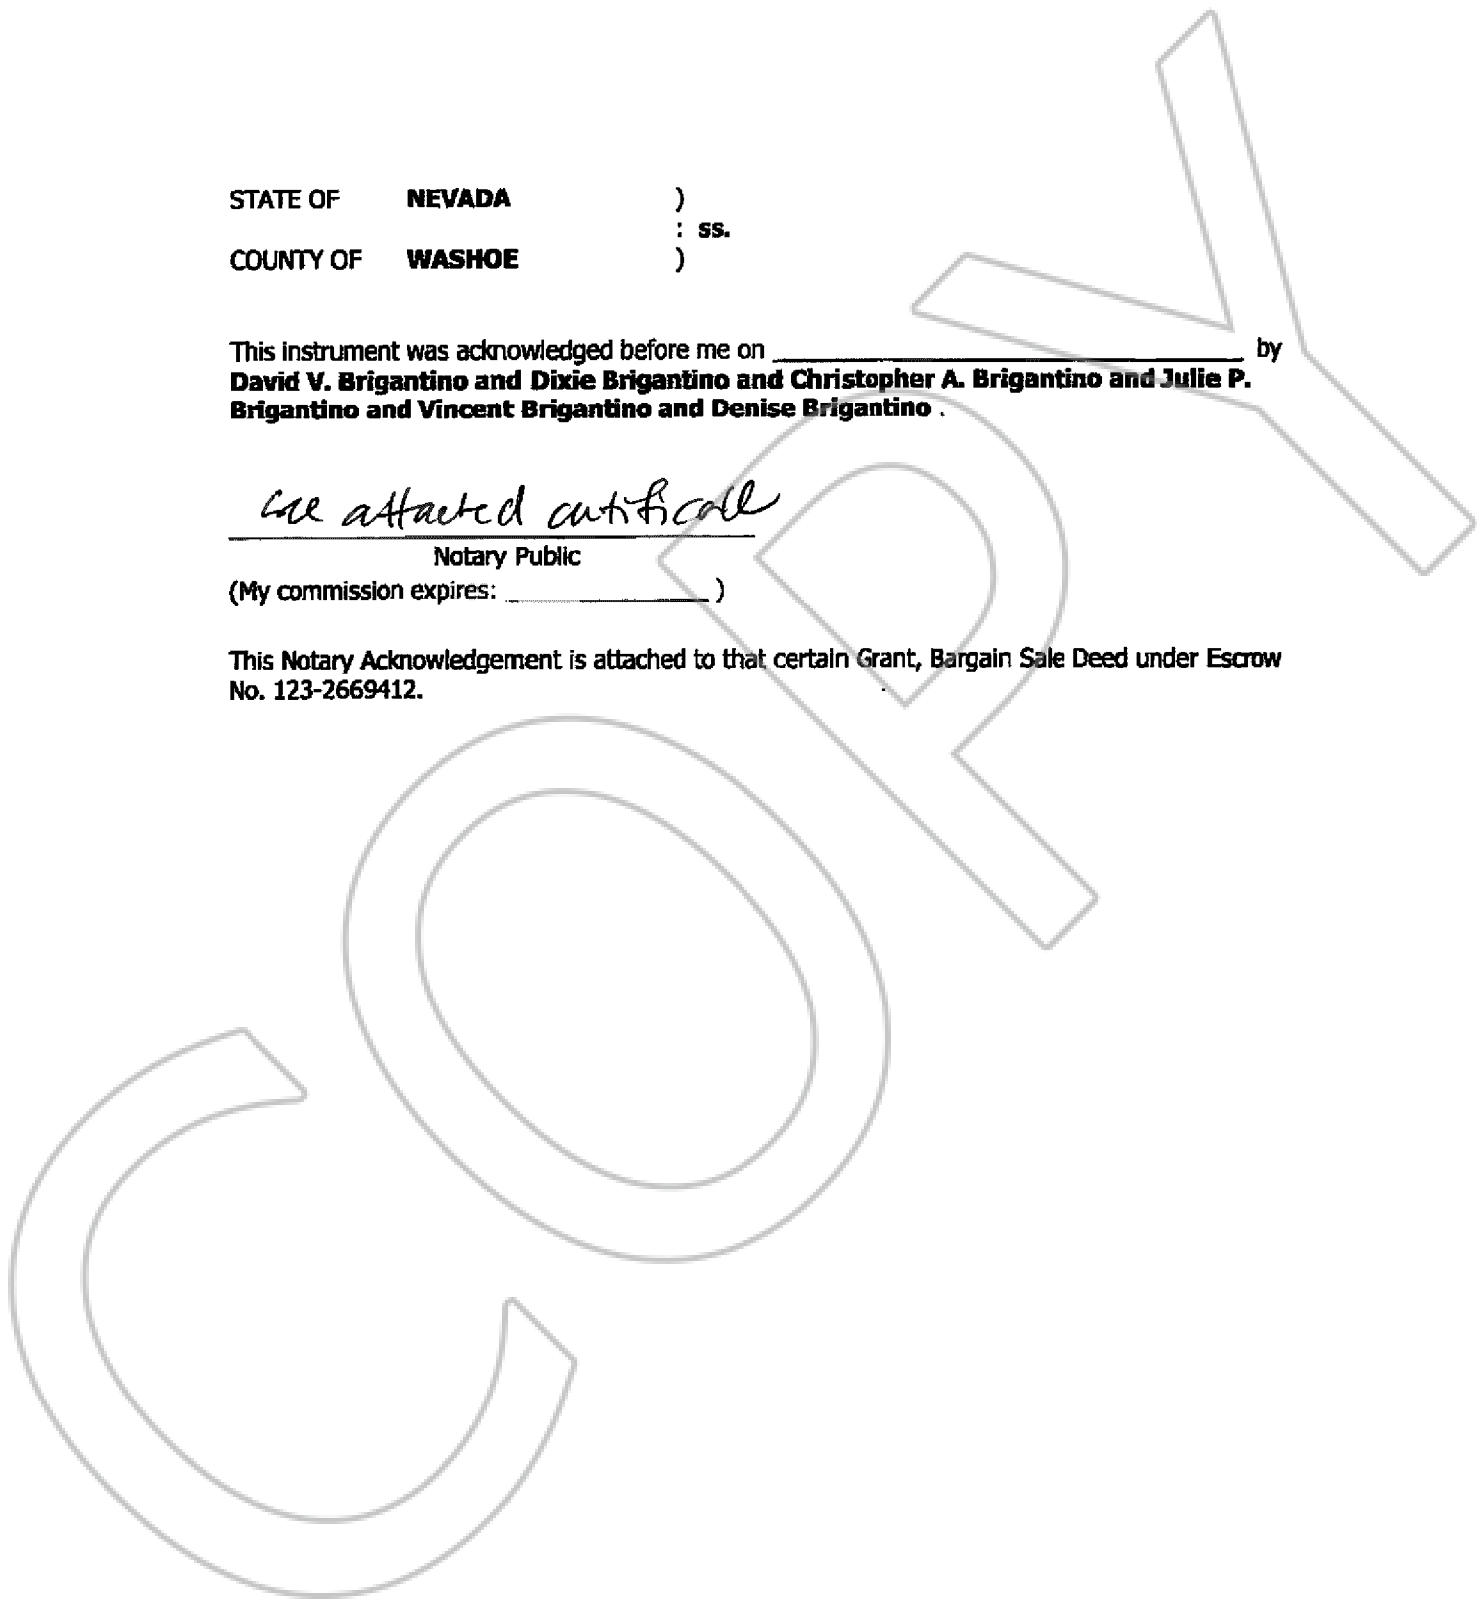 STATE OF NEVADA )
: ss.
COUNTY OF WASHOE )
This instrument was acknowledged before me on ____________________ by
David V. Brigantino and Dixie Brigantino and Christopher A. Brigantino and Julie P.
Brigantino and Vincent Brigantino and Denise Brigantino .
see attached certificate
Notary Public
(My commission expires: ____________ )
This Notary Acknowledgement is attached to that certain Grant, Bargain Sale Deed under Escrow
No. 123-2669412.
COPY